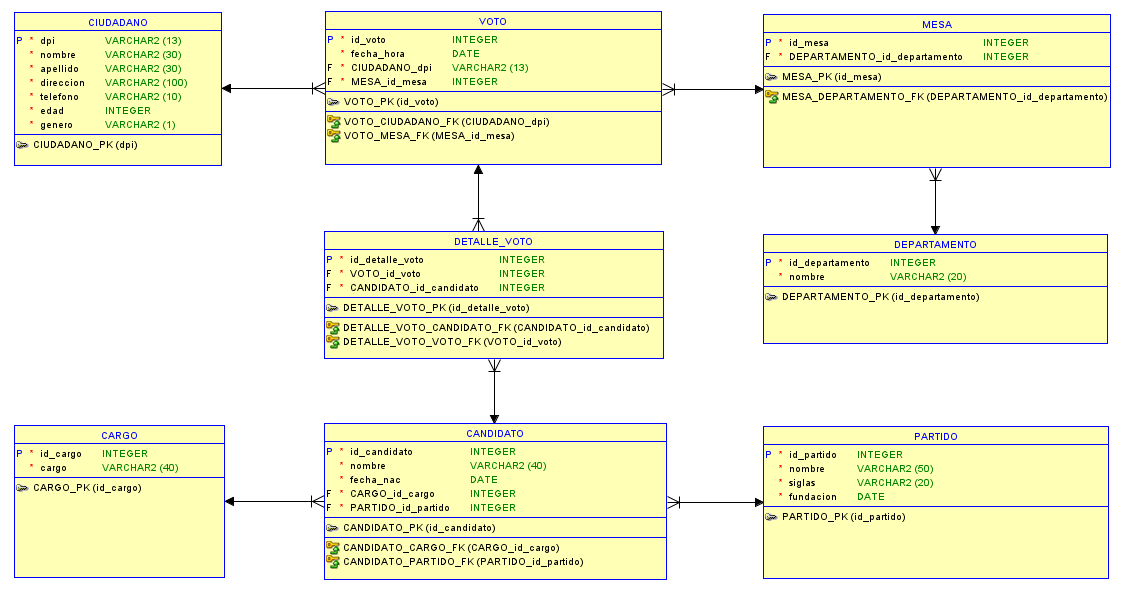 CIUDADANO
P * dpi VARCHAR2 (13)
* nombre VARCHAR2 (30)
* apellido VARCHAR2 (30)
* direccion VARCHAR2 (100)
* telefono VARCHAR2 (10)
* edad INTEGER
* genero VARCHAR2 (1)
CIUDADANO_PK (dpi)
VOTO
P * id_voto INTEGER
* fecha_hora DATE
F * CIUDADANO_dpi VARCHAR2 (13)
F * MESA_id_mesa INTEGER
VOTO_PK (id_voto)
VOTO_CIUDADANO_FK (CIUDADANO_dpi)
VOTO_MESA_FK (MESA_id_mesa)
MESA
P * id_mesa INTEGER
F * DEPARTAMENTO_id_departamento INTEGER
MESA_PK (id_mesa)
MESA_DEPARTAMENTO_FK (DEPARTAMENTO_id_departamento)
DETALLE_VOTO
P * id_detalle_voto INTEGER
F * VOTO_id_voto INTEGER
F * CANDIDATO_id_candidato INTEGER
DETALLE_VOTO_PK (id_detalle_voto)
DETALLE_VOTO_CANDIDATO_FK (CANDIDATO_id_candidato)
DETALLE_VOTO_VOTO_FK (VOTO_id_voto)
DEPARTAMENTO
P * id_departamento INTEGER
* nombre VARCHAR2 (20)
DEPARTAMENTO_PK (id_departamento)
CARGO
P * id_cargo INTEGER
* cargo VARCHAR2 (40)
CARGO_PK (id_cargo)
CANDIDATO
P * id_candidato INTEGER
* nombre VARCHAR2 (40)
* fecha_nac DATE
F * CARGO_id_cargo INTEGER
F * PARTIDO_id_partido INTEGER
CANDIDATO_PK (id_candidato)
CANDIDATO_CARGO_FK (CARGO_id_cargo)
CANDIDATO_PARTIDO_FK (PARTIDO_id_partido)
PARTIDO
P * id_partido INTEGER
* nombre VARCHAR2 (50)
* siglas VARCHAR2 (20)
* fundacion DATE
PARTIDO_PK (id_partido)